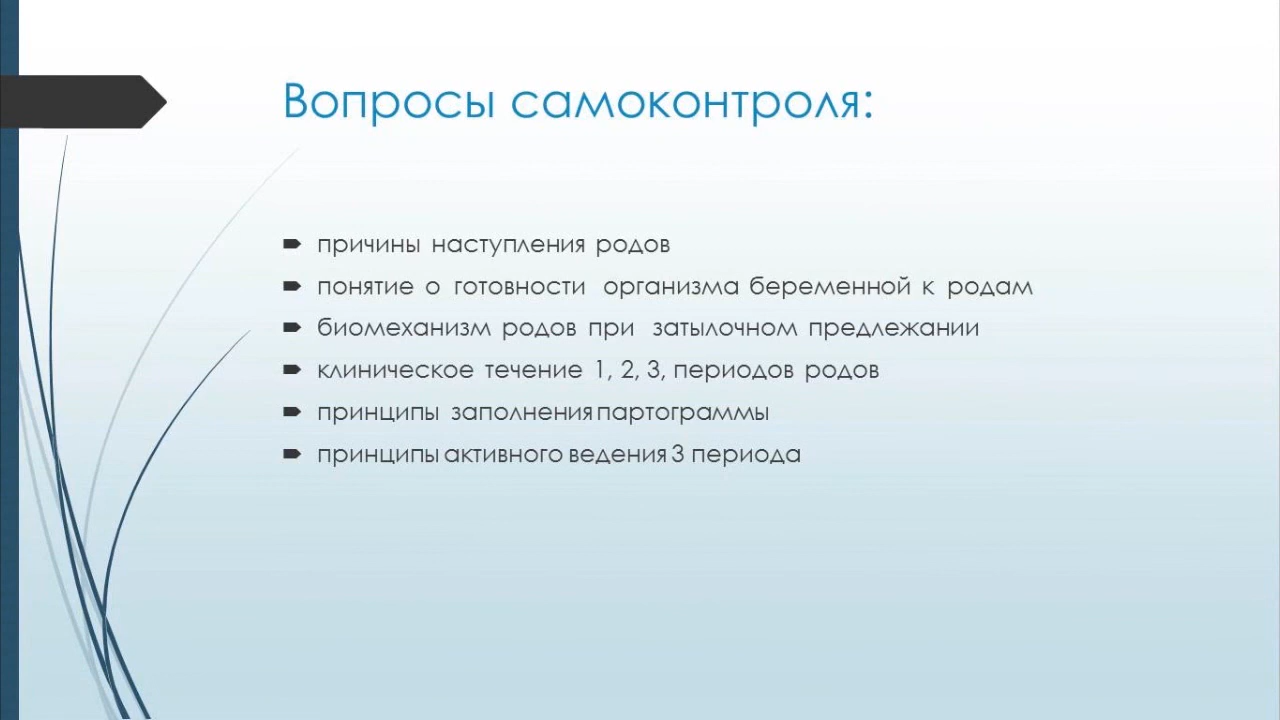 Вопросы самоконтроля:
причины наступления родов
понятие о готовности организма беременной к родам
биомеханизм родов при затылочном предлежании
клиническое течение 1, 2, 3, периодов родов
принципы заполнения партограммы
принципы активного ведения 3 периода